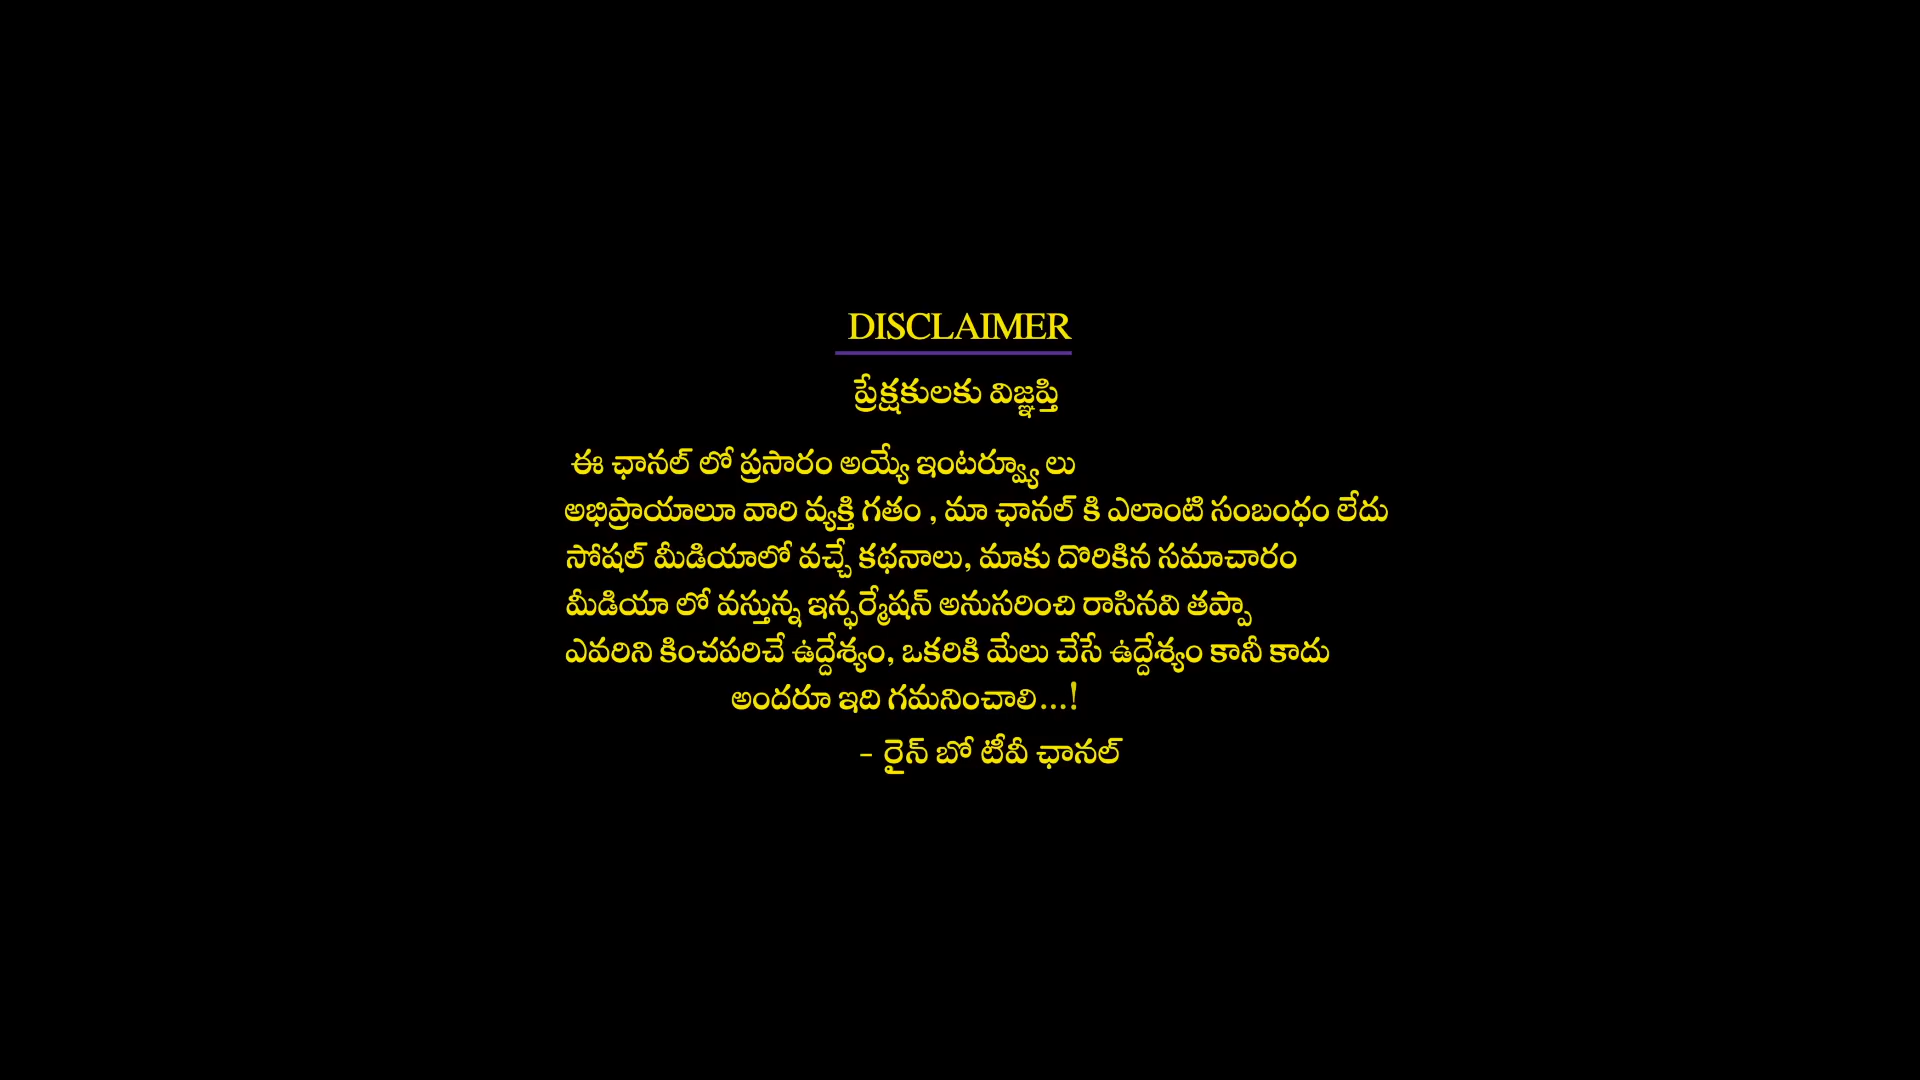 DISCLAIMER
ప్రేక్షకులకు విజ్ఞప్తి
ఈ ఛానల్ లో ప్రసారం అయ్యే ఇంటర్వ్యూ లు
అభిప్రాయాలూ వారి వ్యక్తి గతం , మా ఛానల్ కి ఎలాంటి సంబంధం లేదు
సోషల్ మీడియాలో వచ్చే కథనాలు, మాకు దొరికిన సమాచారం
మీడియా లో వస్తున్న ఇన్ఫర్మేషన్ అనుసరించి రాసినవి తప్పా
ఎవరిని కించపరిచే ఉద్దేశ్యం, ఒకరికి మేలు చేసే ఉద్దేశ్యం కానీ కాదు
అందరూ ఇది గమనించాలి...!
- రైన్ బో టీవీ ఛానల్